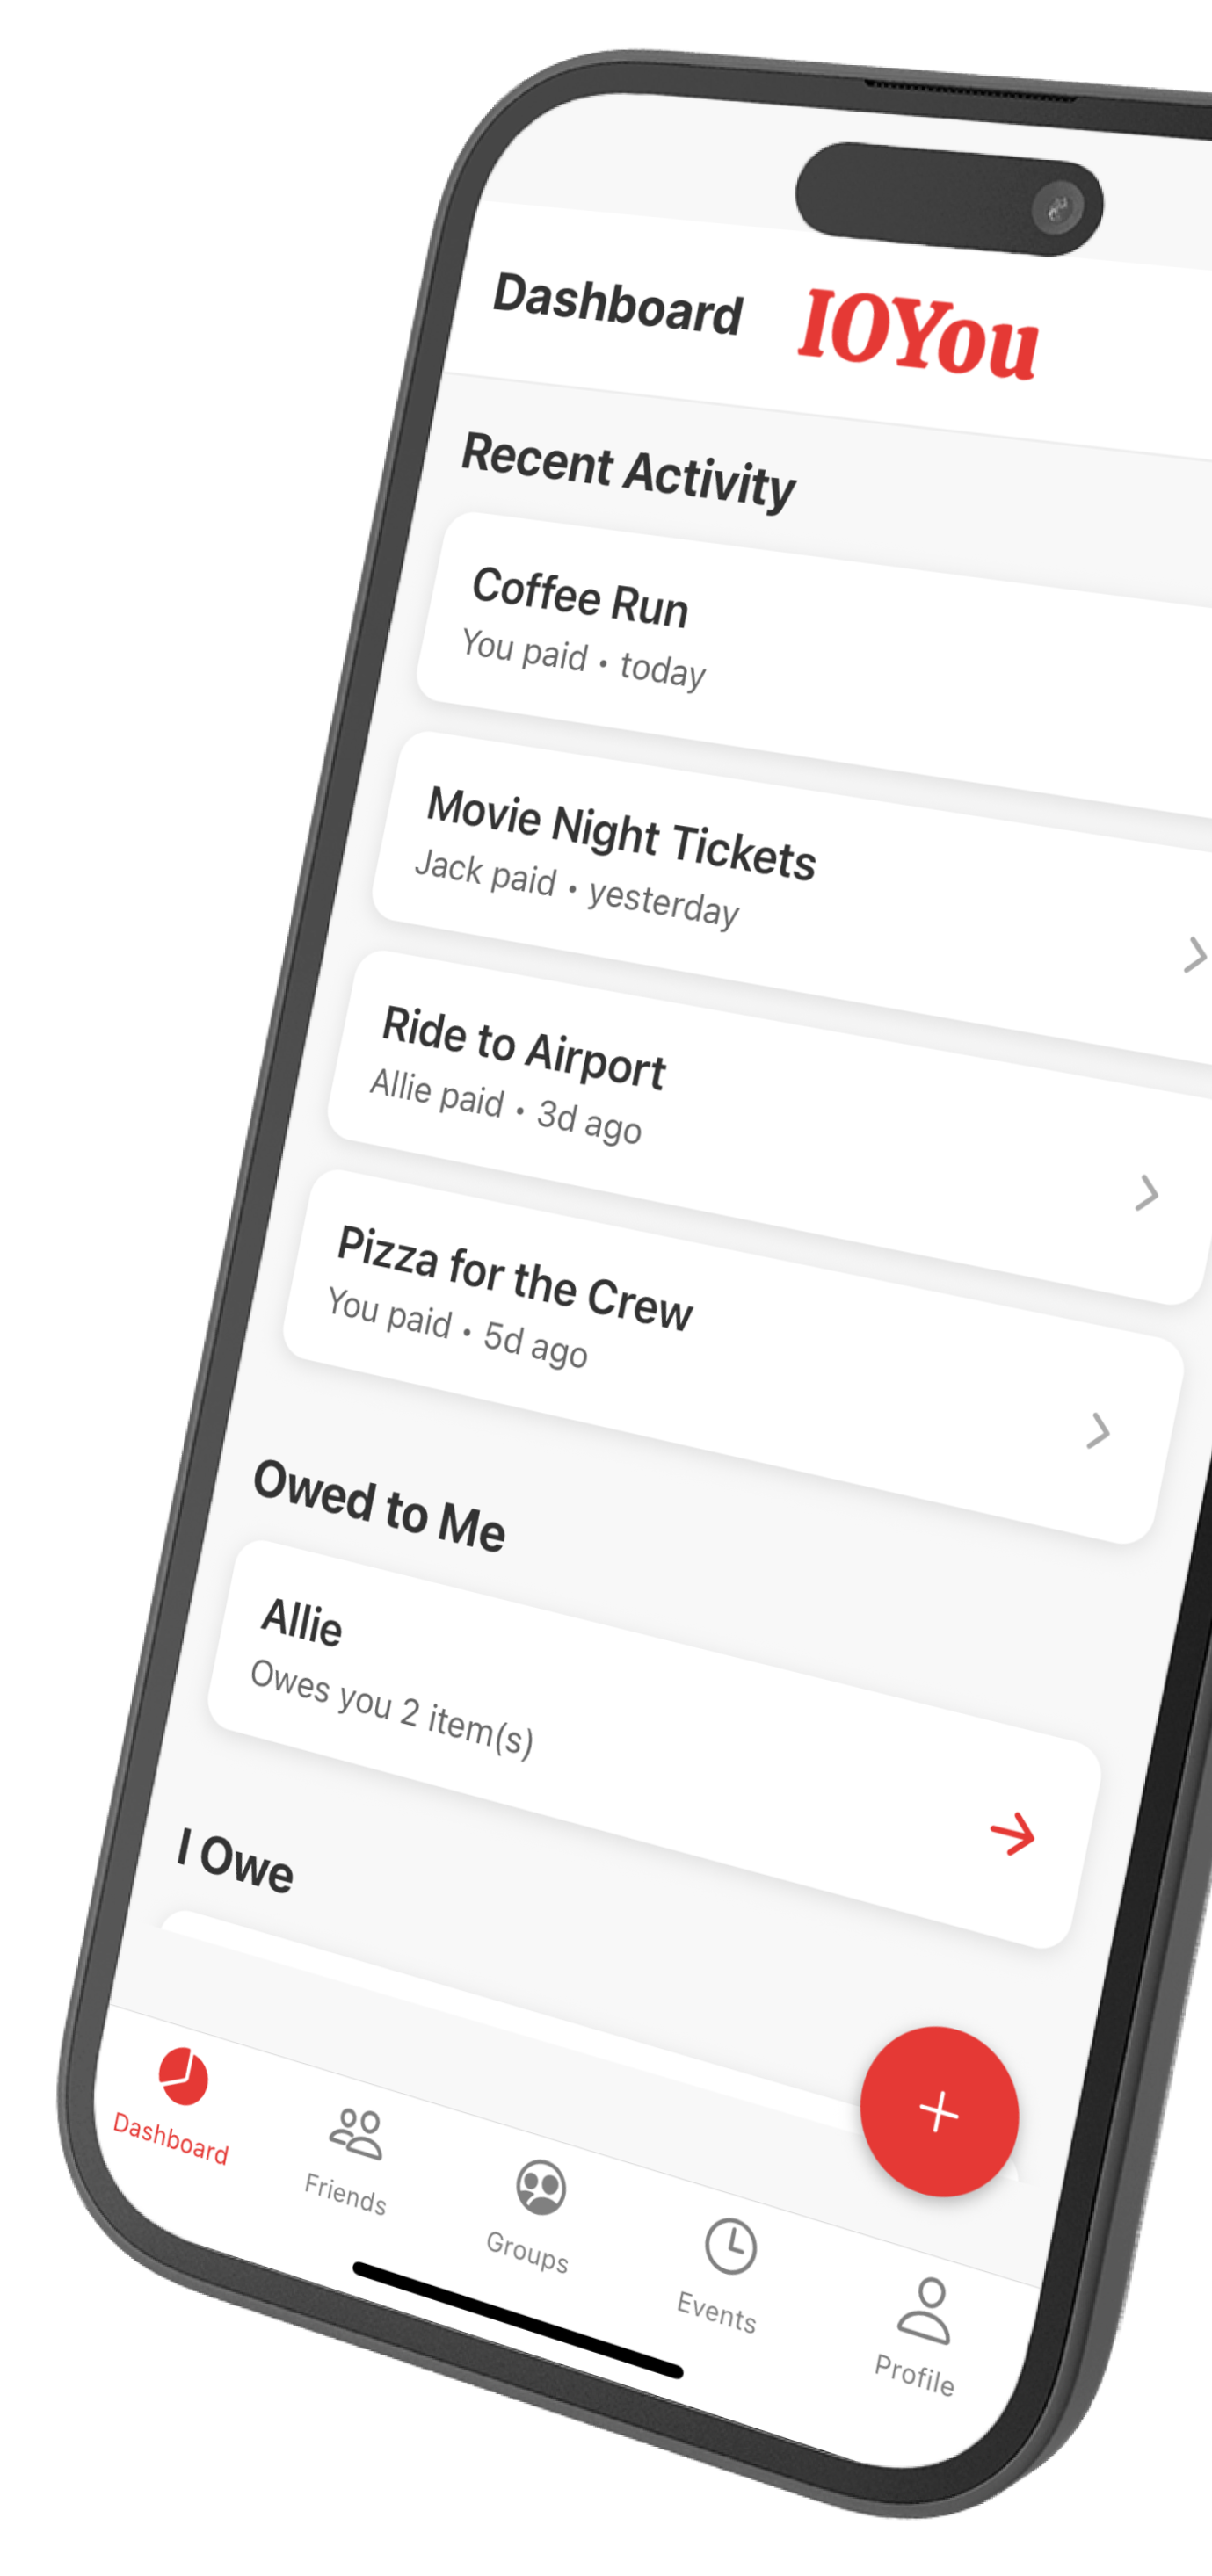 Dashboard
IOYou
Recent Activity
Coffee Run
You paid • today
Movie Night Tickets
Jack paid • yesterday
Ride to Airport
Allie paid • 3d ago
Pizza for the Crew
You paid • 5d ago
Owed to Me
Allie
Owes you 2 item(s)
I Owe
Dashboard
Friends
Groups
Events
Profile